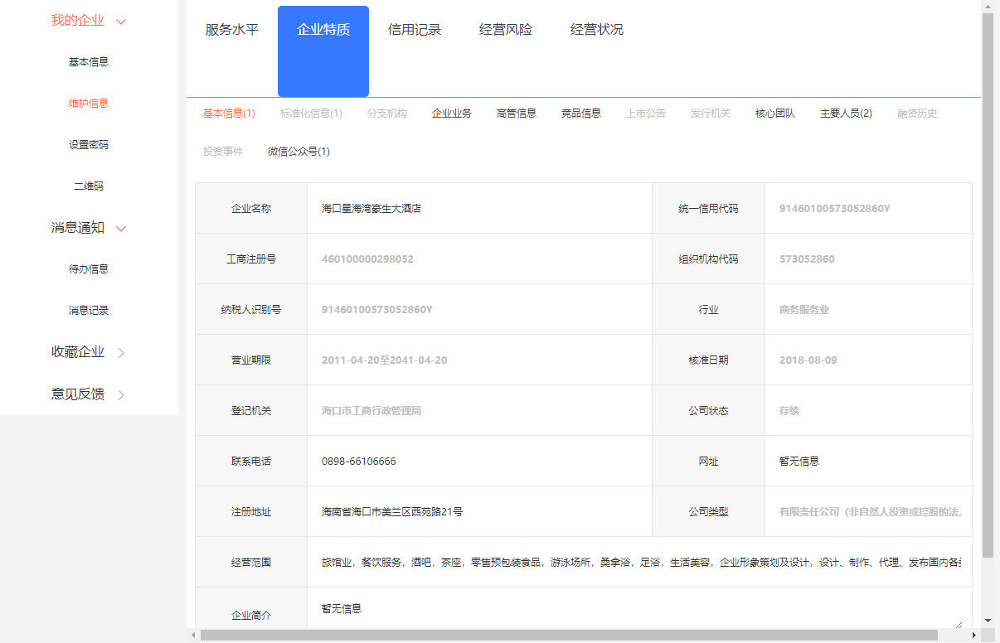 我的企业
基本信息
维护信息
设置密码
二维码
消息通知
待办信息
消息记录
收藏企业
意见反馈
服务水平 企业特质 信用记录 经营风险 经营状况
基本信息(1) 标准化信息(1) 分支机构 企业业务 高管信息 竞品信息 上市公告 发行机关 核心团队 主要人员(2) 融资历史
投资事件 微信公众号(1)
企业名称 海口星海湾豪生大酒店 统一信用代码 91460100573052860Y
工商注册号 460100000298052 组织机构代码 573052860
纳税人识别号 91460100573052860Y 行业 商务服务业
营业期限 2011-04-20至2041-04-20 核准日期 2018-08-09
登记机关 海口市工商行政管理局 公司状态 存续
联系电话 0898-66106666 网址 暂无信息
注册地址 海南省海口市美兰区西苑路21号 公司类型 有限责任公司（非自然人投资或控股的法
经营范围 旅馆业，餐饮服务，酒吧，茶座，零售预包装食品，游泳场所，桑拿浴，足浴，生活美容，企业形象策划及设计，设计、制作、代理、发布国内各
企业简介 暂无信息